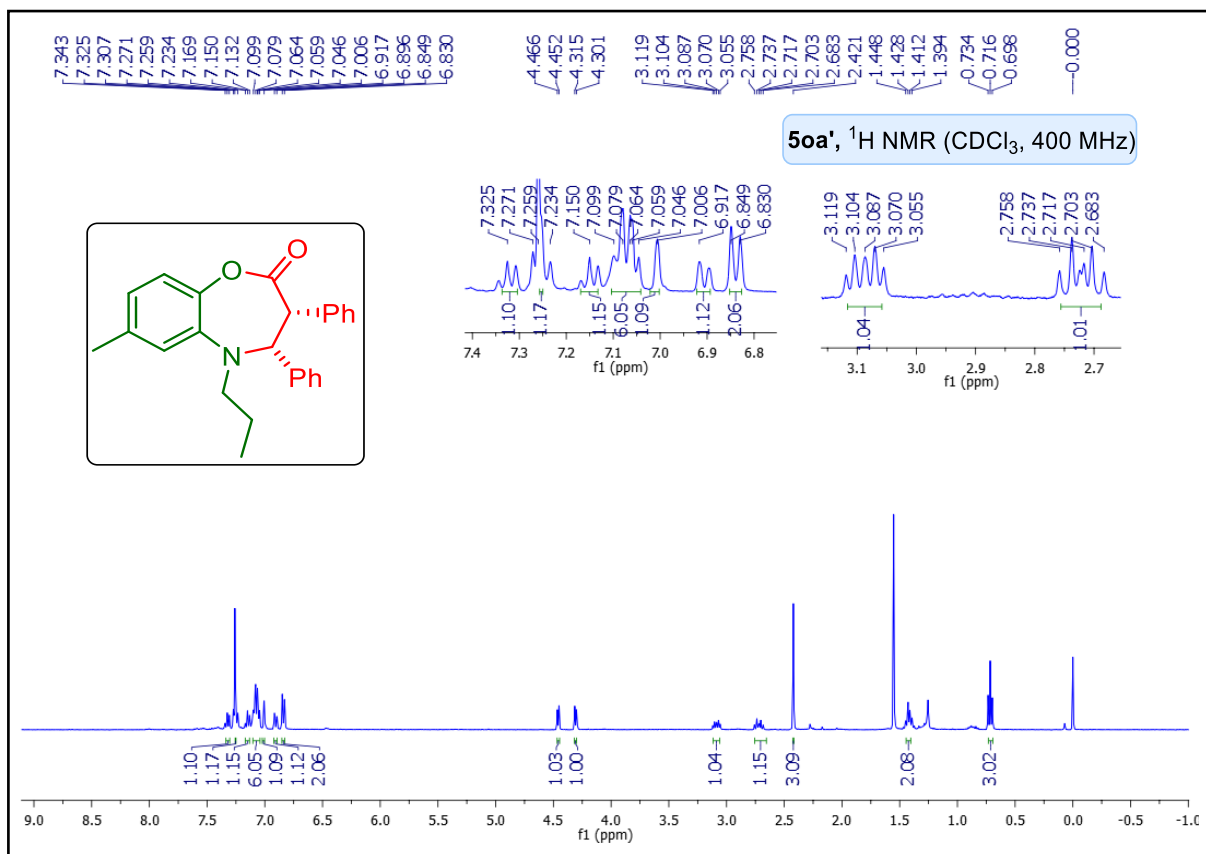 7.343 7.325 7.307 7.271 7.259 7.234 7.169 7.150 7.132 7.099 7.079 7.064 7.059 7.046 7.006 6.917 6.896 6.849 6.830 4.466 4.452 4.315 4.301 3.119 3.104 3.087 3.070 3.055 2.758 2.737 2.717 2.703 2.683 2.421 1.448 1.428 1.412 1.394 0.734 0.716 0.698 -0.000
5oa', ¹H NMR (CDCl₃, 400 MHz)
7.325 7.271 7.259 7.234 7.150 7.099 7.079 7.064 7.059 7.046 7.006 6.917 6.849 6.830
3.119 3.104 3.087 3.070 3.055 2.758 2.737 2.717 2.703 2.683
O
O
Ph
N
Ph
1.10 1.17 1.15 6.05 1.09 1.12 2.06
7.4 7.3 7.2 7.1 7.0 6.9 6.8
f1 (ppm)
1.04 1.01
3.1 3.0 2.9 2.8 2.7
f1 (ppm)
1.10 1.17 1.15 6.05 1.09 1.12 2.06 1.03 1.00 1.04 1.15 3.09 2.08 3.02
9.0 8.5 8.0 7.5 7.0 6.5 6.0 5.5 5.0 4.5 4.0 3.5 3.0 2.5 2.0 1.5 1.0 0.5 0.0 -0.5 -1.0
f1 (ppm)